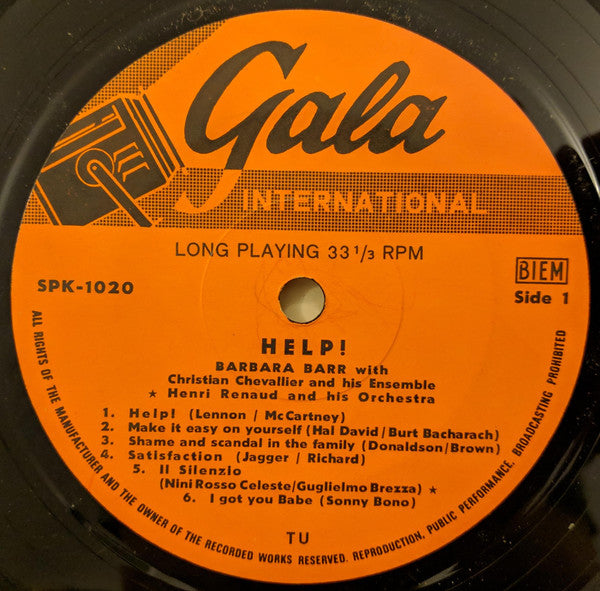 Gala
INTERNATIONAL
LONG PLAYING 33 1/3 RPM
SPK-1020
BIEM
Side 1
HELP!
BARBARA BARR with
Christian Chevallier and his Ensemble
★ Henri Renaud and his Orchestra
1. Help! (Lennon / McCartney)
2. Make it easy on yourself (Hal David/Burt Bacharach)
3. Shame and scandal in the family (Donaldson/Brown)
4. Satisfaction (Jagger / Richard)
5. Il Silenzio
(Nini Rosso Celeste/Guglielmo Brezza) ★
6. I got you Babe (Sonny Bono)
TU
ALL RIGHTS OF THE MANUFACTURER AND THE OWNER OF THE RECORDED WORKS RESERVED. REPRODUCTION, PUBLIC PERFORMANCE, BROADCASTING PROHIBITED